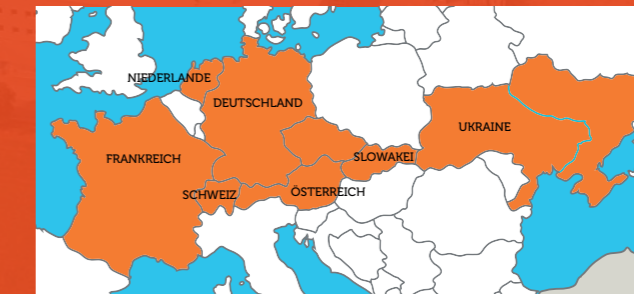 NIEDERLANDE
DEUTSCHLAND
UKRAINE
FRANKREICH
SLOWAKEI
SCHWEIZ
ÖSTERREICH